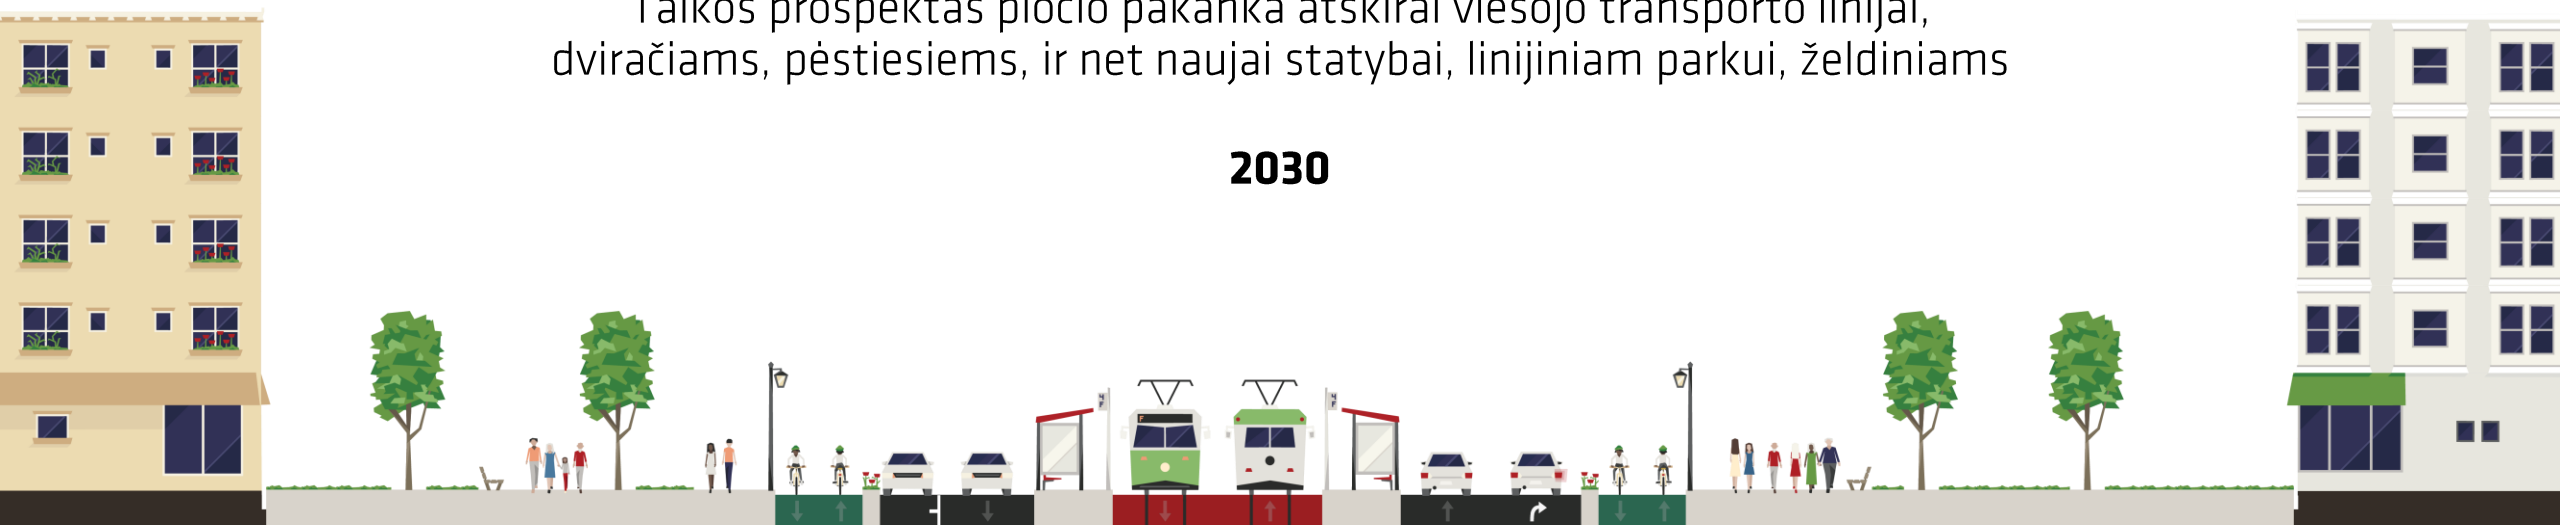 Taikos prospektas pločio pakanka atskirai viešojo transporto linijai,
dviračiams, pėstiesiems, ir net naujai statybai, linijiniam parkui, želdiniams
2030